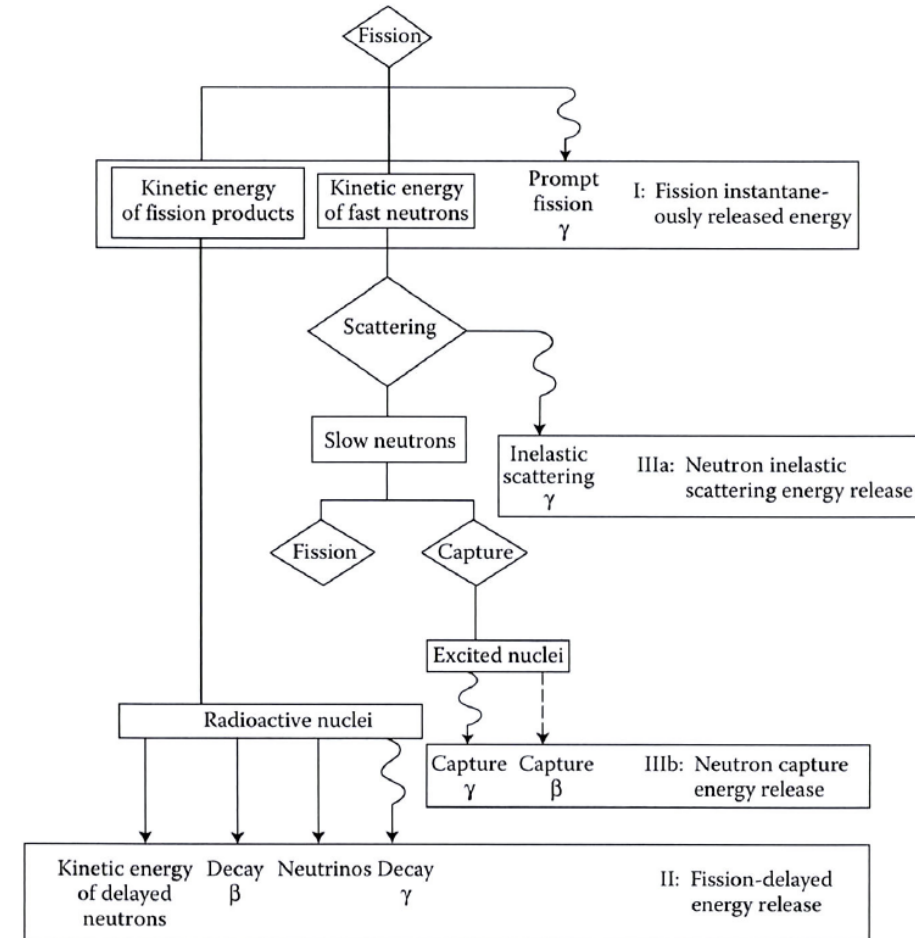 Fission
Kinetic energy
of fission products
Kinetic energy
of fast neutrons
Prompt
fission
γ
I: Fission instantane-
ously released energy
Scattering
Slow neutrons
Inelastic
scattering
γ
IIIa: Neutron inelastic
scattering energy release
Fission
Capture
Excited nuclei
Radioactive nuclei
Capture
γ
Capture
β
IIIb: Neutron capture
energy release
Kinetic energy
of delayed
neutrons
Decay
β
Neutrinos
Decay
γ
II: Fission-delayed
energy release